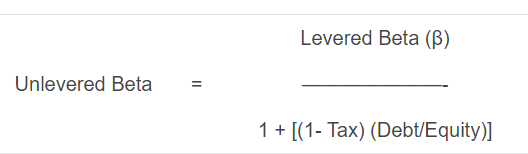 Levered Beta (β)
Unlevered Beta = ——————————-
1 + [(1- Tax) (Debt/Equity)]